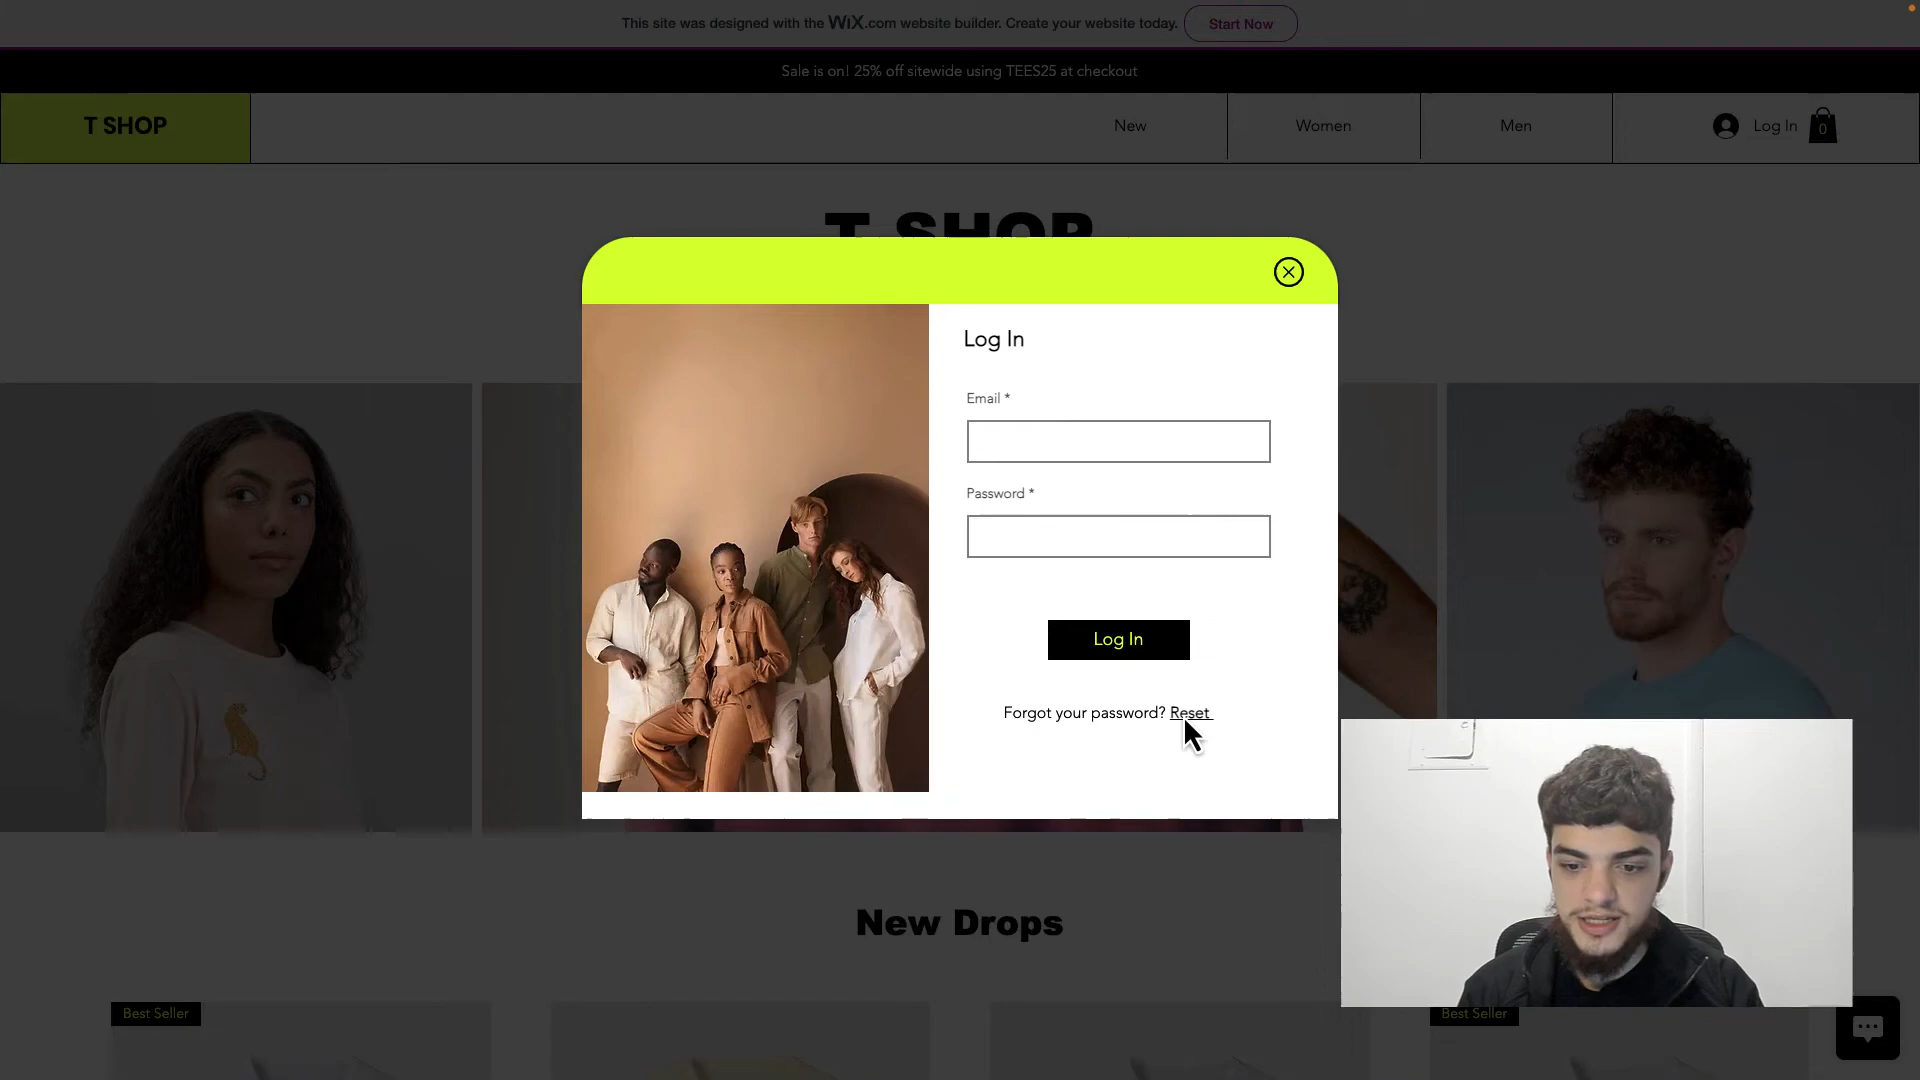 This site was designed with the WiX.com website builder. Create your website today. Start Now
Sale is on! 25% off sitewide using TEES25 at checkout
T SHOP
New
Women
Men
Log In
0
T SHOP
Log In
Email *
Password *
Log In
Forgot your password? Reset
New Drops
Best Seller
Best Seller